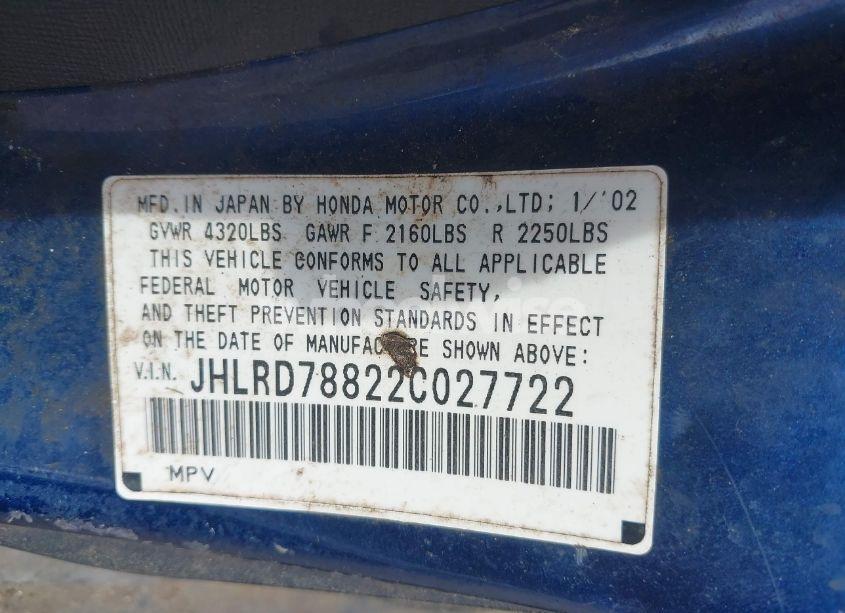 MFD. IN JAPAN BY HONDA MOTOR CO., LTD; 1/'02
GVWR 4320LBS GAWR F 2160LBS R 2250LBS
THIS VEHICLE CONFORMS TO ALL APPLICABLE
FEDERAL MOTOR VEHICLE SAFETY,
AND THEFT PREVENTION STANDARDS IN EFFECT
ON THE DATE OF MANUFACTURE SHOWN ABOVE:
V.I.N. JHLRD78822C027722
MPV